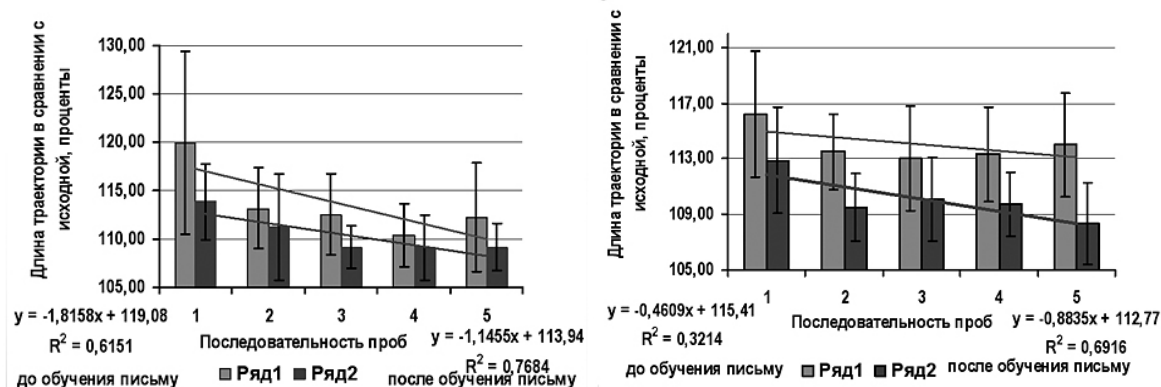 Длина траектории в сравнении с
исходной, проценты
130,00
125,00
120,00
115,00
110,00
105,00
1 2 3 4 5
y = -1,8158x + 119,08
R² = 0,6151
Последовательность проб
y = -1,1455x + 113,94
R² = 0,7684
до обучения письму
Ряд1 Ряд2
после обучения письму
Длина траектории в сравнении с
исходной, проценты
121,00
117,00
113,00
109,00
105,00
1 2 3 4 5
y = -0,4609x + 115,41
R² = 0,3214
Последовательность проб
y = -0,8835x + 112,77
R² = 0,6916
до обучения письму
Ряд1 Ряд2
после обучения письму